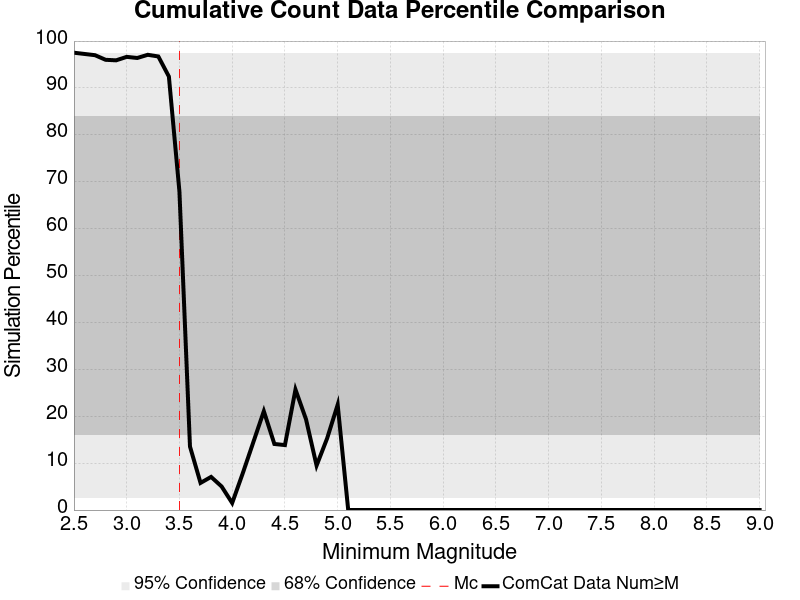 Cumulative Count Data Percentile Comparison
100
90
80
70
60
50
40
30
20
10
0
Simulation Percentile
2.5 3.0 3.5 4.0 4.5 5.0 5.5 6.0 6.5 7.0 7.5 8.0 8.5 9.0
Minimum Magnitude
95% Confidence 68% Confidence Mc ComCat Data Num≥M